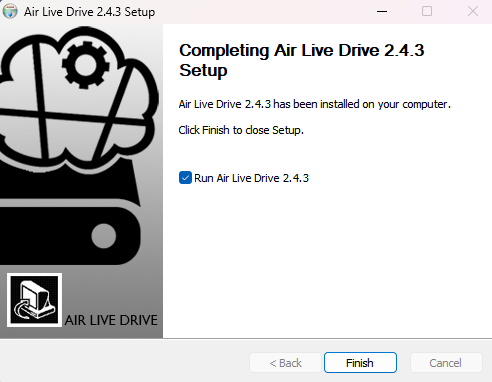 Air Live Drive 2.4.3 Setup
Completing Air Live Drive 2.4.3
Setup
Air Live Drive 2.4.3 has been installed on your computer.
Click Finish to close Setup.
Run Air Live Drive 2.4.3
AIR LIVE DRIVE
< Back
Finish
Cancel